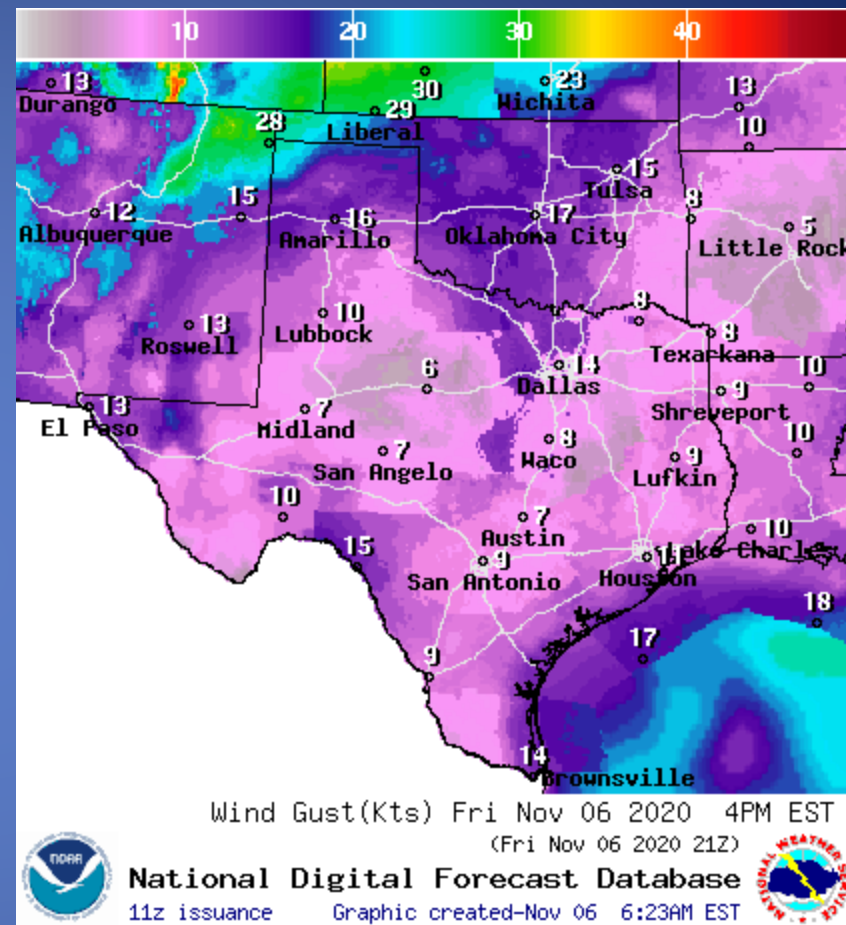 10 20 30 40
13 30 23 13
Durango Wichita
28 29 10
Liberal
15
Tulsa
12 15 16 17 8 5
Albuquerque Amarillo Oklahoma City Little Rock
13 10 8 8
Roswell Lubbock Texarkana
6 14 10
Dallas
13 7 9
El Paso Midland Shreveport
7 8 9 10
San Angelo Waco Lufkin
10 7 10
Austin
15 9 11 Lake Charles
San Antonio Houston
18
17
9
14
Brownsville
Wind Gust(Kts) Fri Nov 06 2020 4PM EST
(Fri Nov 06 2020 21Z)
NOAA
National Digital Forecast Database
11z issuance Graphic created-Nov 06 6:23AM EST
NATIONAL WEATHER SERVICE